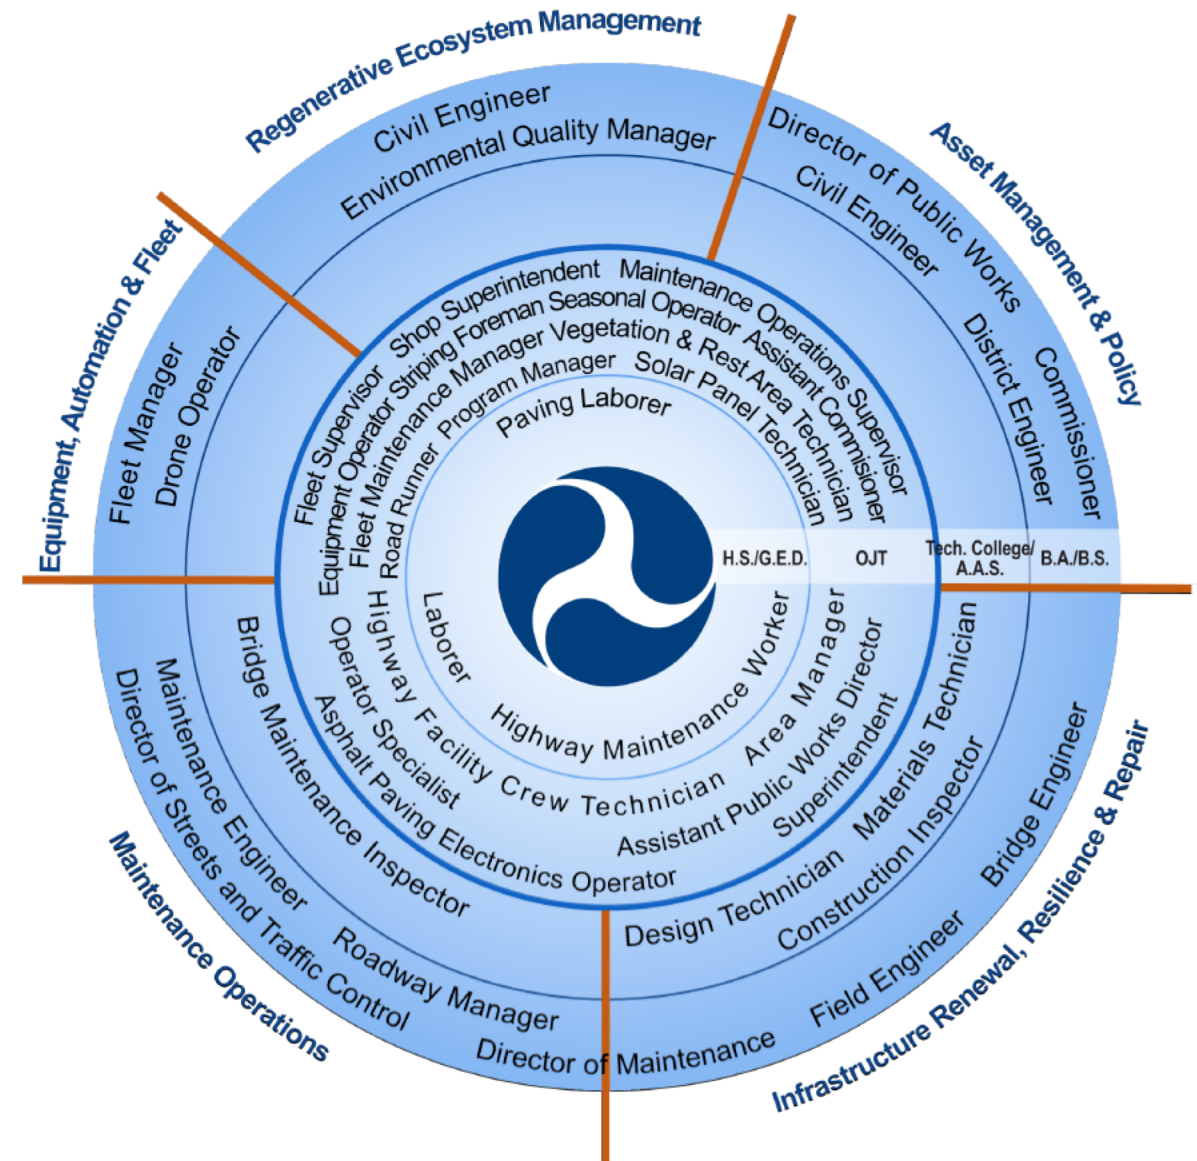 Regenerative Ecosystem Management
Asset Management & Policy
Equipment, Automation & Fleet
Maintenance Operations
Infrastructure Renewal, Resilience & Repair
Civil Engineer
Environmental Quality Manager
Director of Public Works
Civil Engineer
Commissioner
District Engineer
Fleet Manager
Drone Operator
Shop Superintendent
Maintenance Operations Supervisor
Fleet Supervisor
Striping Foreman
Seasonal Operator
Assistant Commisioner
Equipment Operator
Fleet Maintenance Manager
Vegetation & Rest Area Technician
Road Runner
Program Manager
Solar Panel Technician
Paving Laborer
H.S./G.E.D.
OJT
Tech. College/
A.A.S.
B.A./B.S.
Laborer
Highway Maintenance Worker
Highway Facility Crew Technician
Area Manager
Operator Specialist
Assistant Public Works Director
Asphalt Paving Electronics Operator
Superintendent
Bridge Maintenance Inspector
Materials Technician
Design Technician
Construction Inspector
Maintenance Engineer
Director of Streets and Traffic Control
Roadway Manager
Director of Maintenance
Field Engineer
Bridge Engineer